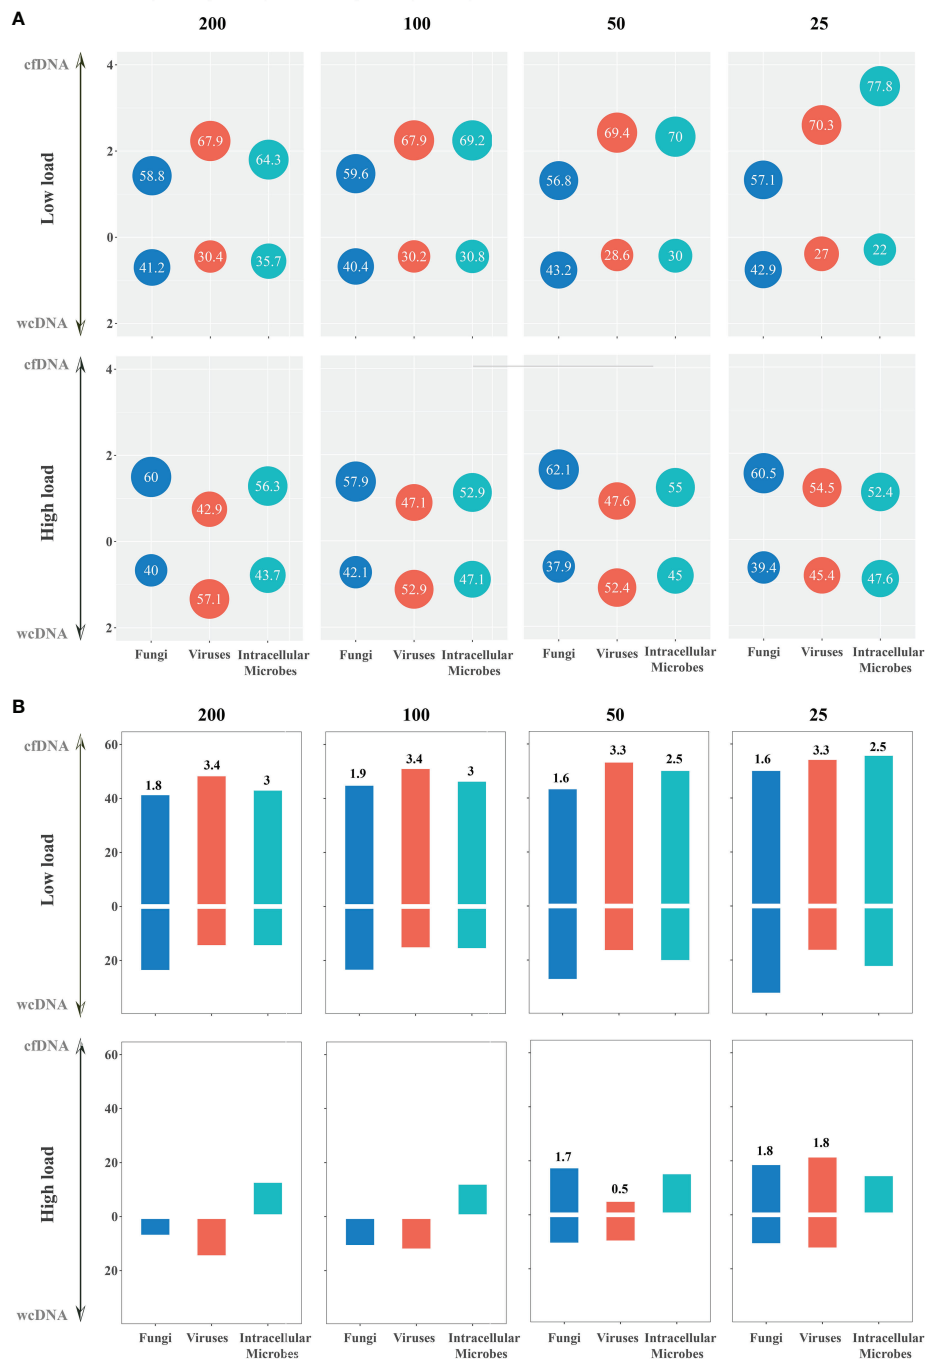 A
200 100 50 25
cfDNA
Low load
wcDNA
4
2
0
2
58.8 67.9 64.3
41.2 30.4 35.7
59.6 67.9 69.2
40.4 30.2 30.8
56.8 69.4 70
43.2 28.6 30
57.1 70.3 77.8
42.9 27 22
cfDNA
High load
wcDNA
4
2
0
2
60 42.9 56.3
40 57.1 43.7
57.9 47.1 52.9
42.1 52.9 47.1
62.1 47.6 55
37.9 52.4 45
60.5 54.5 52.4
39.4 45.4 47.6
Fungi Viruses Intracellular
Microbes
Fungi Viruses Intracellular
Microbes
Fungi Viruses Intracellular
Microbes
Fungi Viruses Intracellular
Microbes
B
200 100 50 25
cfDNA
Low load
wcDNA
60
40
20
0
20
1.8 3.4 3
1.9 3.4 3
1.6 3.3 2.5
1.6 3.3 2.5
cfDNA
High load
wcDNA
60
40
20
0
20
1.7 0.5
1.8 1.8
Fungi Viruses Intracellular
Microbes
Fungi Viruses Intracellular
Microbes
Fungi Viruses Intracellular
Microbes
Fungi Viruses Intracellular
Microbes